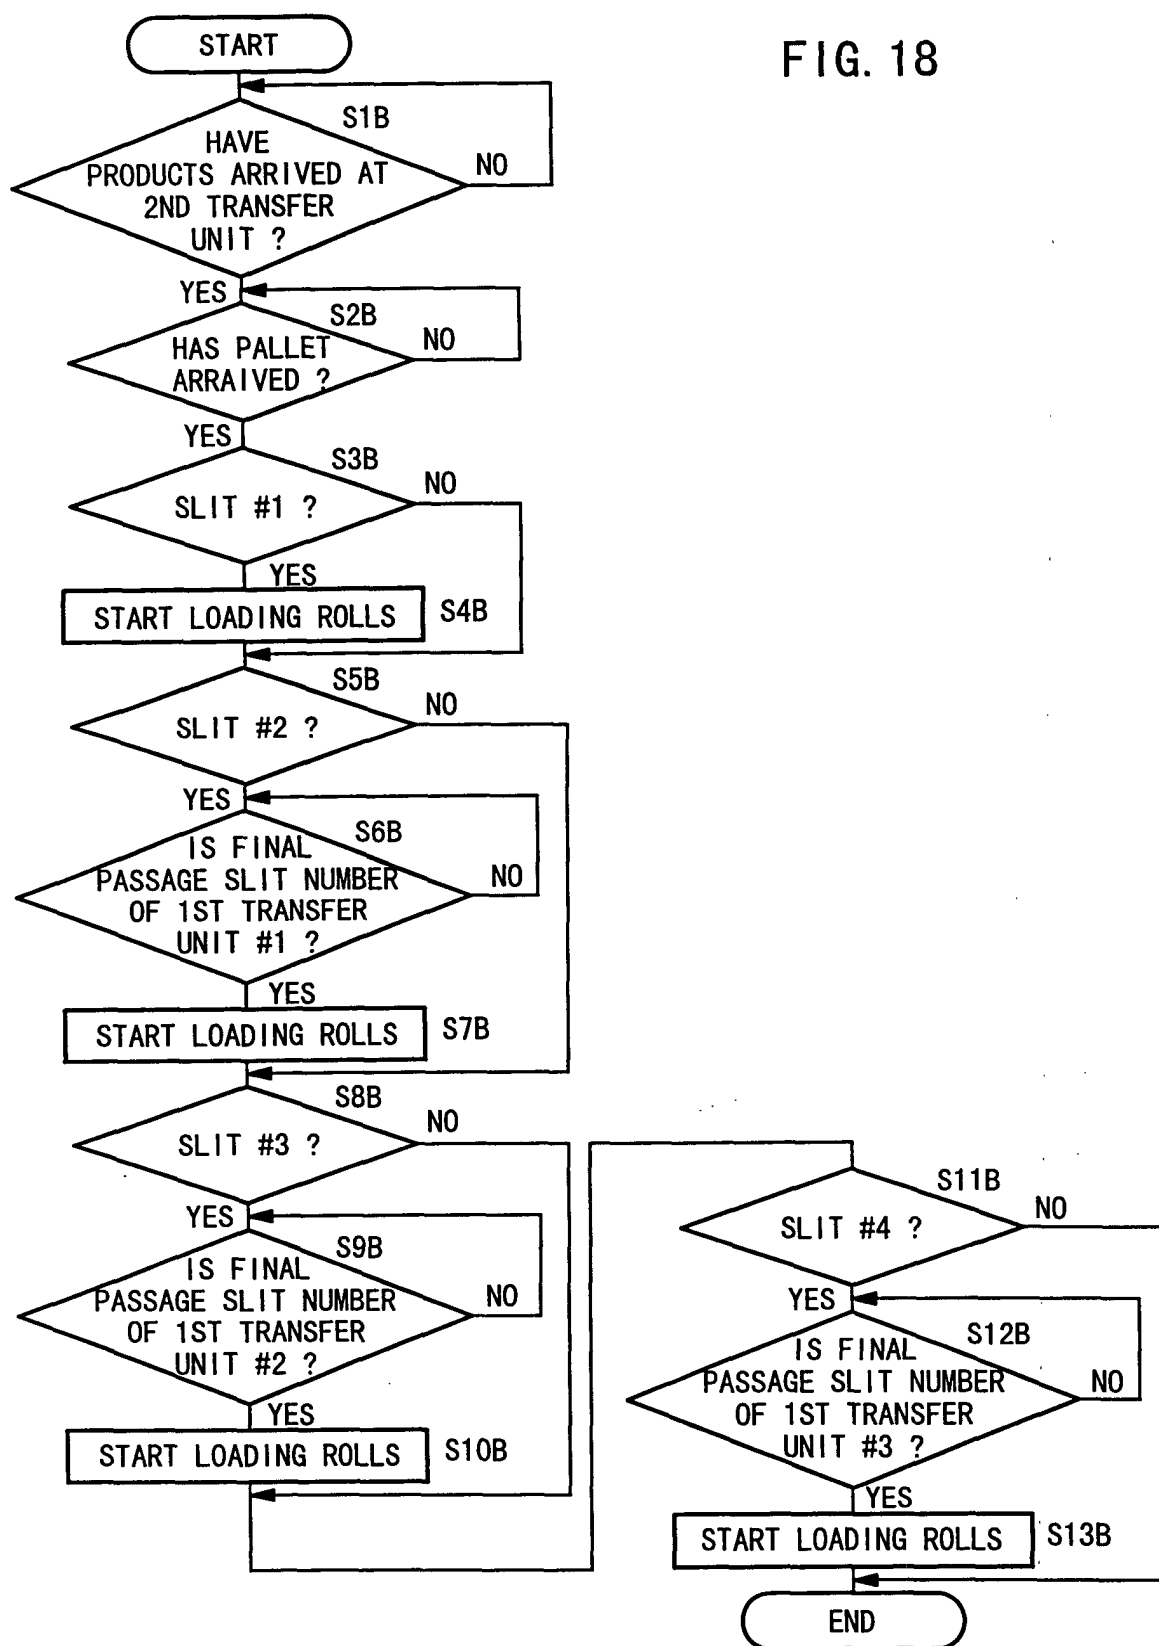 FIG. 18
START
S1B
HAVE
PRODUCTS ARRIVED AT
2ND TRANSFER
UNIT ?
NO
YES
S2B
HAS PALLET
ARRAIVED ?
NO
YES
S3B
SLIT #1 ?
NO
YES
START LOADING ROLLS
S4B
S5B
SLIT #2 ?
NO
YES
S6B
IS FINAL
PASSAGE SLIT NUMBER
OF 1ST TRANSFER
UNIT #1 ?
NO
YES
START LOADING ROLLS
S7B
S8B
SLIT #3 ?
NO
YES
S9B
IS FINAL
PASSAGE SLIT NUMBER
OF 1ST TRANSFER
UNIT #2 ?
NO
YES
START LOADING ROLLS
S10B
S11B
SLIT #4 ?
NO
YES
S12B
IS FINAL
PASSAGE SLIT NUMBER
OF 1ST TRANSFER
UNIT #3 ?
NO
YES
START LOADING ROLLS
S13B
END